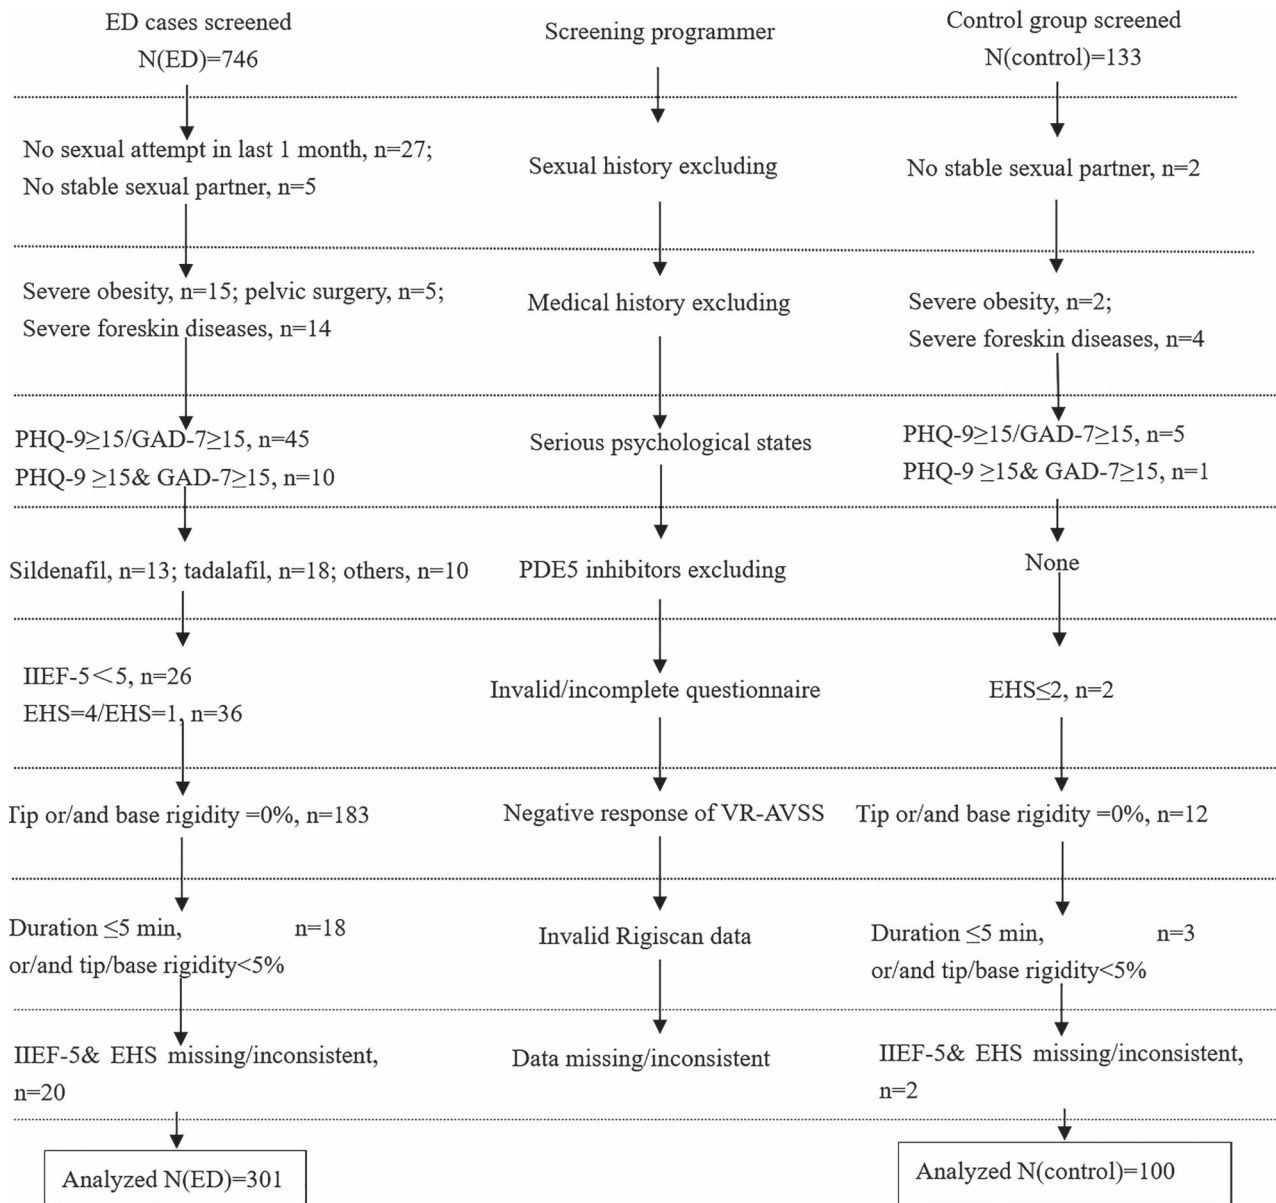 ED cases screened
N(ED)=746
Screening programmer
Control group screened
N(control)=133
No sexual attempt in last 1 month, n=27;
No stable sexual partner, n=5
Sexual history excluding
No stable sexual partner, n=2
Severe obesity, n=15; pelvic surgery, n=5;
Severe foreskin diseases, n=14
Medical history excluding
Severe obesity, n=2;
Severe foreskin diseases, n=4
PHQ-9≥15/GAD-7≥15, n=45
PHQ-9 ≥15& GAD-7≥15, n=10
Serious psychological states
PHQ-9≥15/GAD-7≥15, n=5
PHQ-9 ≥15& GAD-7≥15, n=1
Sildenafil, n=13; tadalafil, n=18; others, n=10
PDE5 inhibitors excluding
None
IIEF-5<5, n=26
EHS=4/EHS=1, n=36
Invalid/incomplete questionnaire
EHS≤2, n=2
Tip or/and base rigidity =0%, n=183
Negative response of VR-AVSS
Tip or/and base rigidity =0%, n=12
Duration ≤5 min, n=18
or/and tip/base rigidity<5%
Invalid Rigiscan data
Duration ≤5 min, n=3
or/and tip/base rigidity<5%
IIEF-5& EHS missing/inconsistent,
n=20
Data missing/inconsistent
IIEF-5& EHS missing/inconsistent,
n=2
Analyzed N(ED)=301
Analyzed N(control)=100